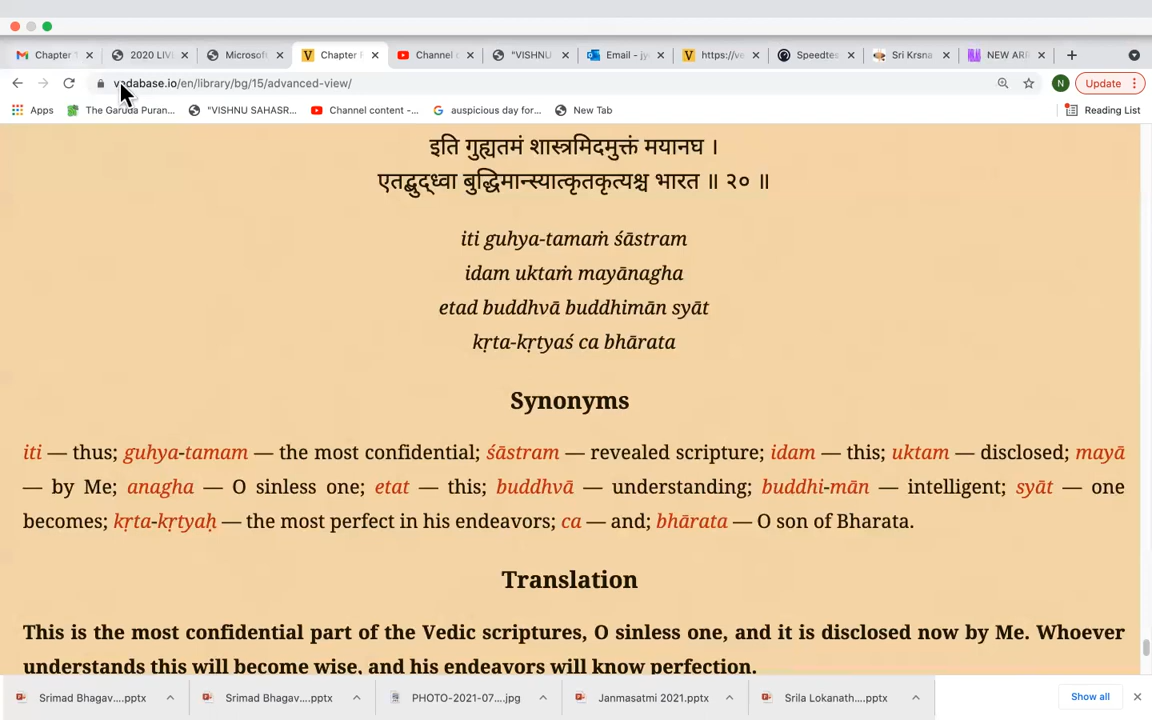 Chapter 1
2020 LIVI
Microsoft
Chapter F
Channel c
"VISHNU
Email - jy
https://ve
Speedtes
Sri Krsna
NEW ARR
vedabase.io/en/library/bg/15/advanced-view/
N
Update
Apps
The Garuda Puran...
"VISHNU SAHASR...
Channel content -...
auspicious day for...
New Tab
Reading List
इति गुह्यतमं शास्त्रमिदमुक्तं मयानघ ।
एतद्बुद्ध्वा बुद्धिमान्स्यात्कृतकृत्यश्च भारत ॥ २० ॥
iti guhya-tamaṁ śāstram
idam uktaṁ mayānagha
etad buddhvā buddhimān syāt
kṛta-kṛtyaś ca bhārata
Synonyms
iti — thus; guhya-tamam — the most confidential; śāstram — revealed scripture; idam — this; uktam — disclosed; mayā
— by Me; anagha — O sinless one; etat — this; buddhvā — understanding; buddhi-mān — intelligent; syāt — one
becomes; kṛta-kṛtyaḥ — the most perfect in his endeavors; ca — and; bhārata — O son of Bharata.
Translation
This is the most confidential part of the Vedic scriptures, O sinless one, and it is disclosed now by Me. Whoever
understands this will become wise, and his endeavors will know perfection.
Srimad Bhagav....pptx
Srimad Bhagav....pptx
PHOTO-2021-07....jpg
Janmasatmi 2021.pptx
Srila Lokanath....pptx
Show all